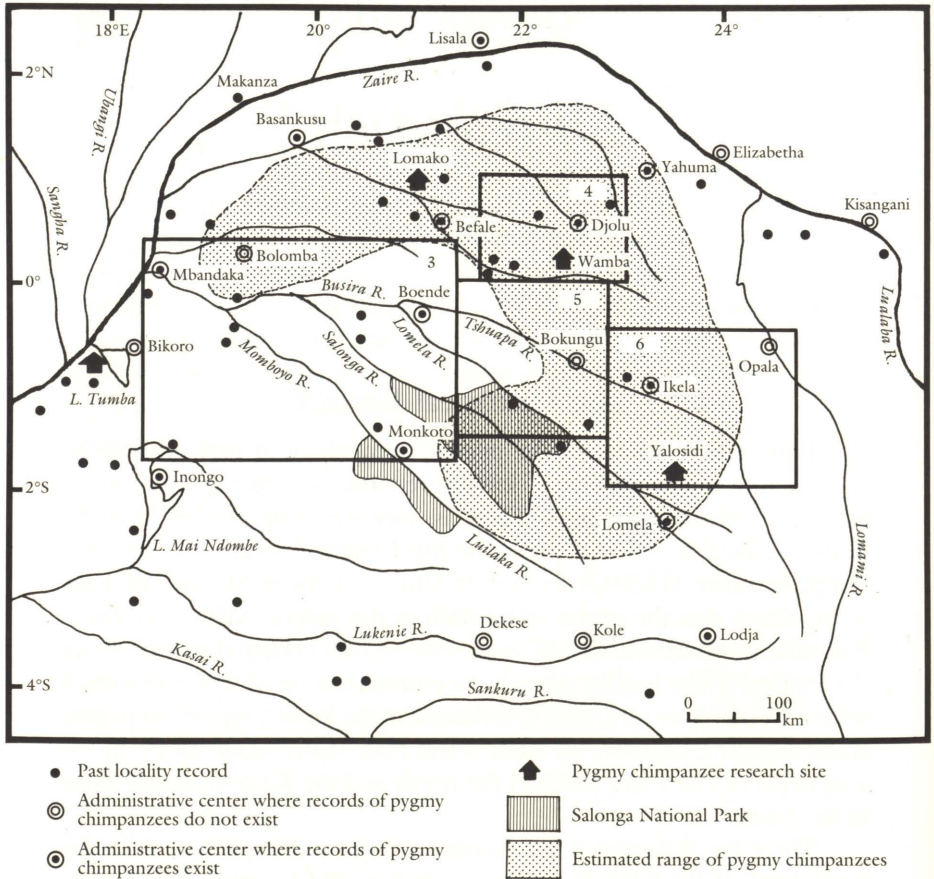 18°E
20°
22°
24°
Lisala
2°N
Makanza
Zaire R.
Ubangi R.
Basankusu
Lomako
Yahuma
Elizabetha
Sangha R.
4
Kisangani
Befale
Djolu
Bolomba
3
Wamba
0°
Mbandaka
Busira R.
Boende
5
Lualaba R.
Bikoro
Salonga R.
Lomela R.
Tshuapa R.
Bokungu
6
Opala
Momboyo R.
Ikela
L. Tumba
Monkoto
Yalosidi
2°S
Inongo
Lomela
L. Mai Ndombe
Luilaka R.
Lomami R.
Lukenie R.
Dekese
Kole
Lodja
Kasai R.
4°S
Sankuru R.
0
100
km
Past locality record
Administrative center where records of pygmy
chimpanzees do not exist
Administrative center where records of pygmy
chimpanzees exist
Pygmy chimpanzee research site
Salonga National Park
Estimated range of pygmy chimpanzees